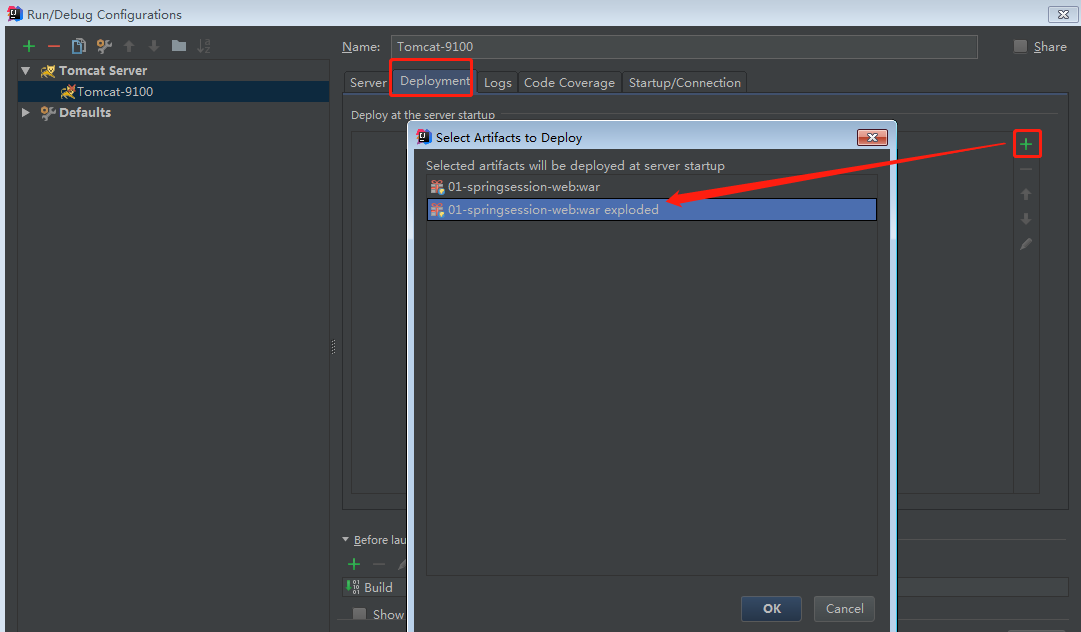 Run/Debug Configurations
Name: Tomcat-9100 Share
Tomcat Server
Tomcat-9100
Defaults
Server Deployment Logs Code Coverage Startup/Connection
Deploy at the server startup
Select Artifacts to Deploy
Selected artifacts will be deployed at server startup
01-springsession-web:war
01-springsession-web:war exploded
Before lau
Build
Show
OK Cancel